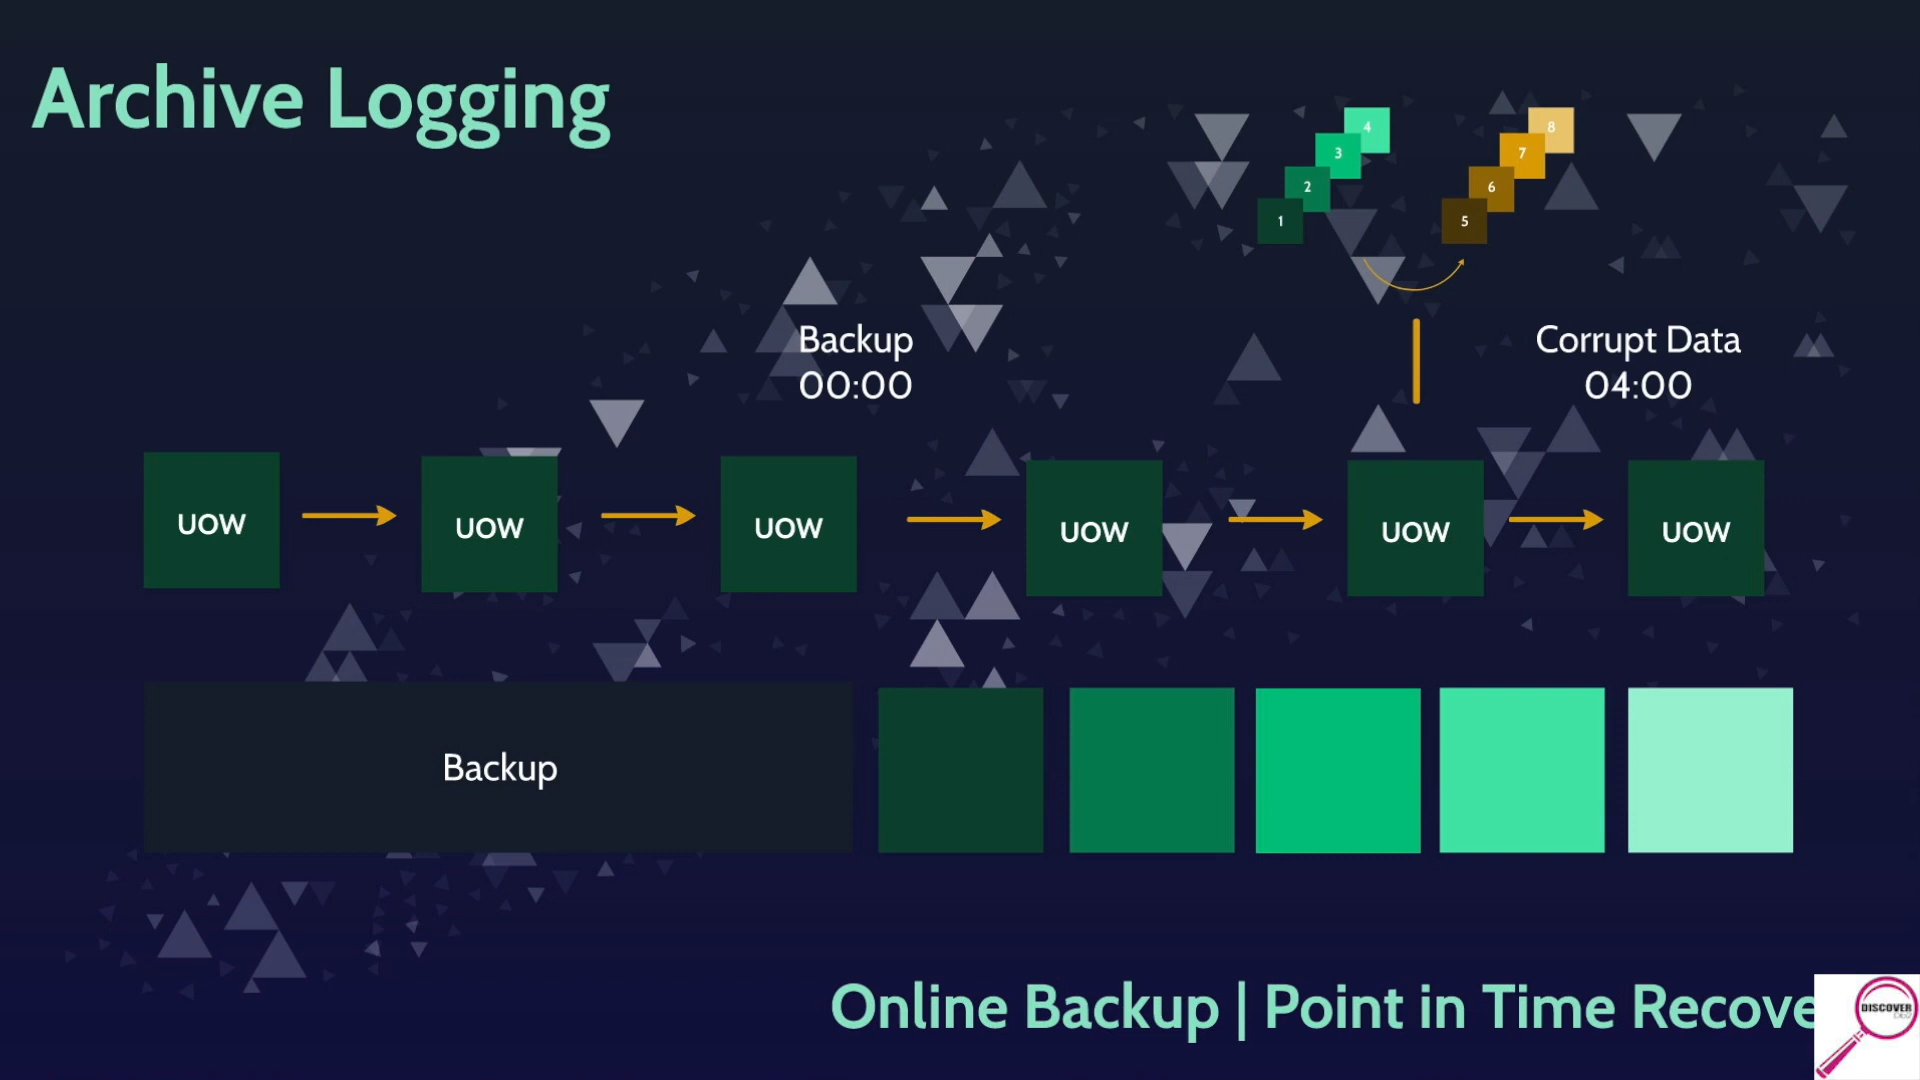 Archive Logging
4
3
2
1
8
7
6
5
Backup
00:00
Corrupt Data
04:00
UOW
UOW
UOW
UOW
UOW
UOW
Backup
Online Backup | Point in Time Recove
DISCOVER